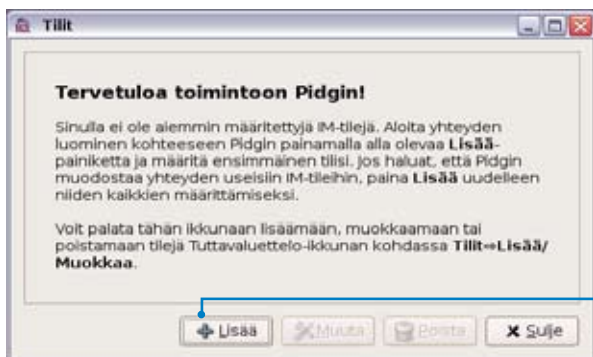 Tilit
Tervetuloa toimintoon Pidgin!
Sinulla ei ole aiemmin määritettyjä IM-tilejä. Aloita yhteyden
luominen kohteeseen Pidgin painamalla alla olevaa Lisää-
painiketta ja määritä ensimmäinen tilisi. Jos haluat, että Pidgin
muodostaa yhteyden useisiin IM-tileihin, paina Lisää uudelleen
niiden kaikkien määrittämiseksi.
Voit palata tähän ikkunaan lisäämään, muokkaamaan tai
poistamaan tilejä Tuttavaluettelo-ikkunan kohdassa Tilit⇨Lisää/
Muokkaa.
Lisää Muuta Poista Sulje